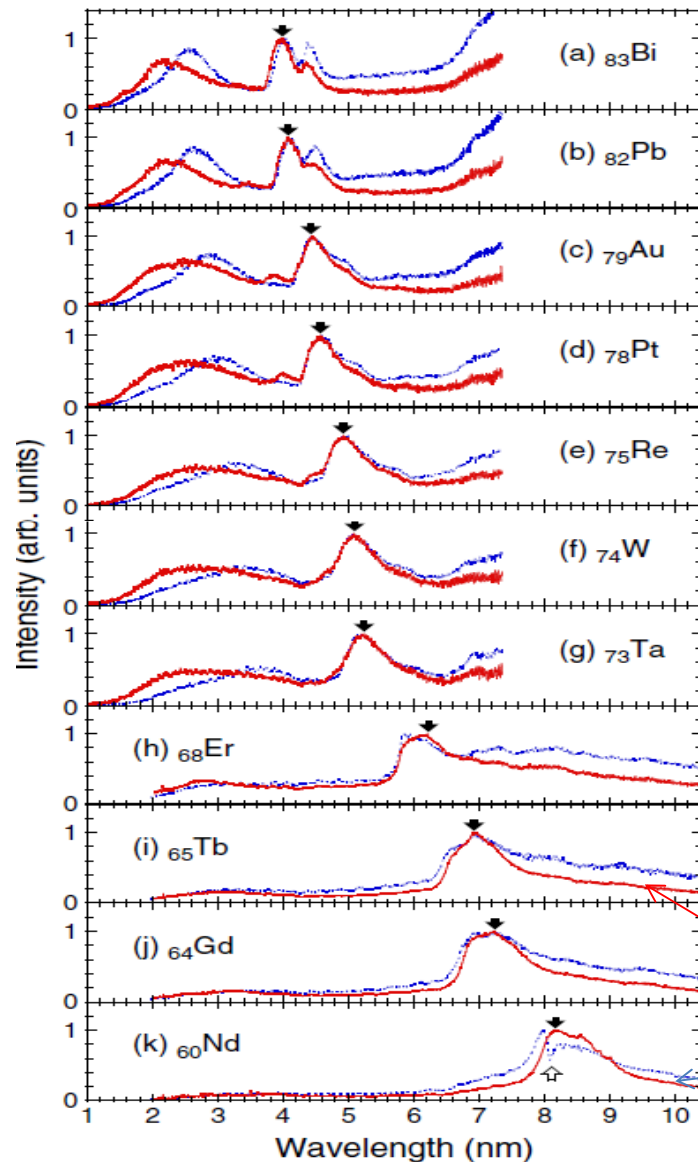 1
(a) 83Bi
0
1
(b) 82Pb
0
1
(c) 79Au
0
1
(d) 78Pt
0
1
(e) 75Re
0
1
(f) 74W
0
1
(g) 73Ta
0
1
(h) 68Er
0
1
(i) 65Tb
0
1
(j) 64Gd
0
1
(k) 60Nd
0
1 2 3 4 5 6 7 8 9 10
Wavelength (nm)
Intensity (arb. units)